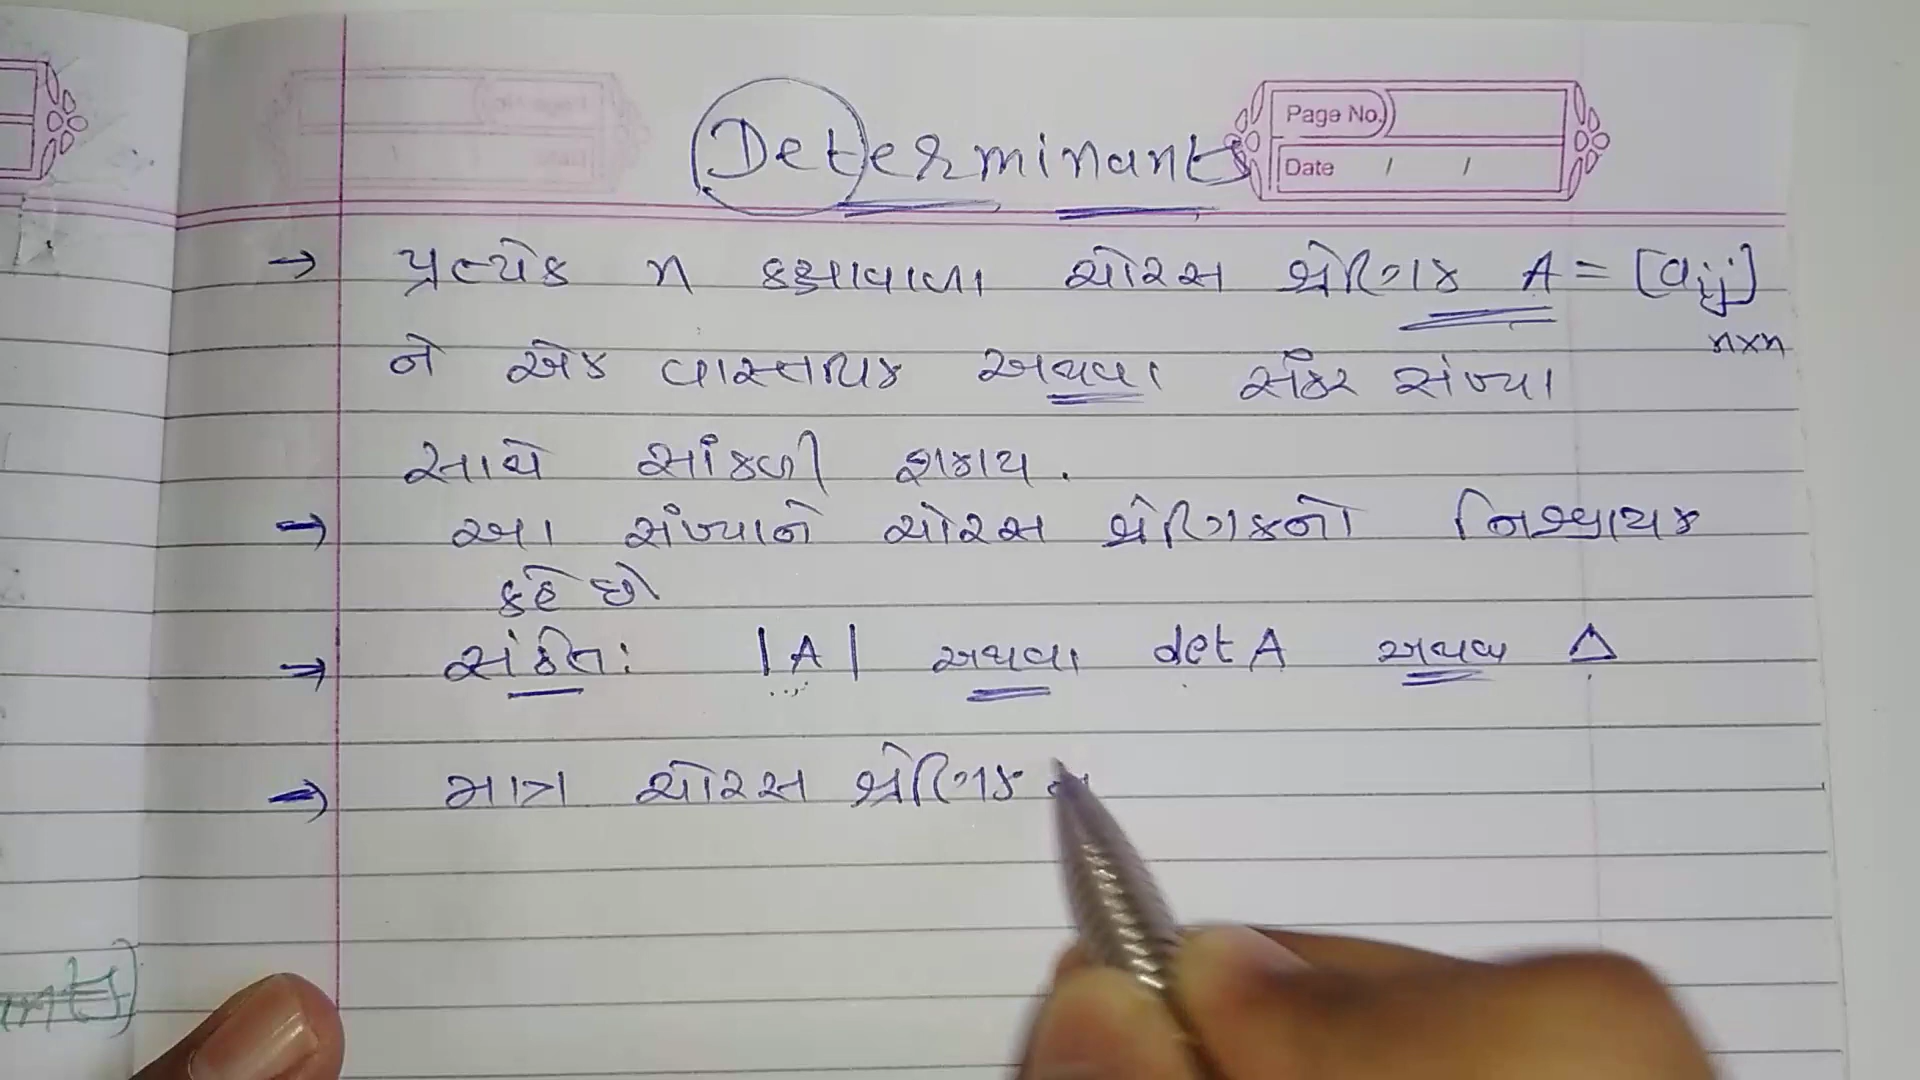 Determinants
Page No.
Date / /
→ પ્રત્યેક n કક્ષાવાળા ચોરસ શ્રેણિક A = [aij] n×n
ને એક વાસ્તવિક અથવા સંકર સંખ્યા
સાથે સાંકળી શકાય.
→ આ સંખ્યાને ચોરસ શ્રેણિકનો નિશ્ચાયક
કહે છે
→ સંકેત: |A| અથવા det A અથવા Δ
→ માત્ર ચોરસ શ્રેણિક